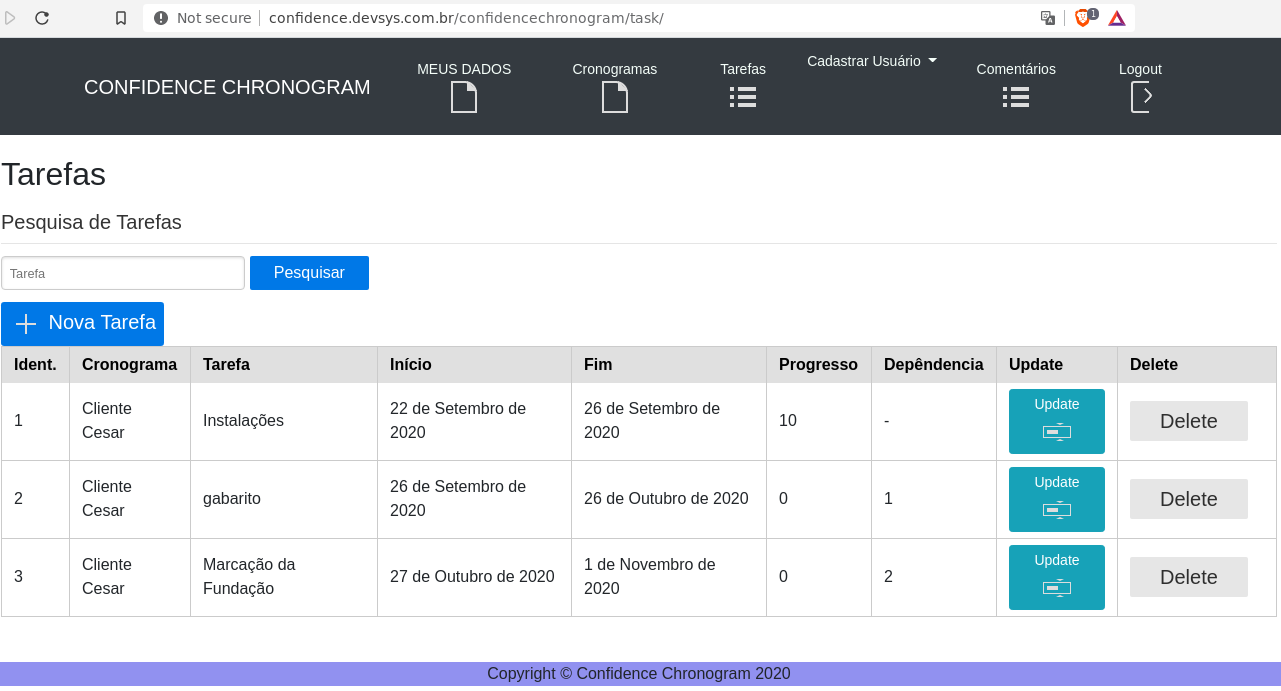 Not secure confidence.devsys.com.br/confidencechronogram/task/ 1
CONFIDENCE CHRONOGRAM MEUS DADOS Cronogramas Tarefas Cadastrar Usuário Comentários Logout
Tarefas
Pesquisa de Tarefas
Tarefa Pesquisar
Nova Tarefa
Ident. Cronograma Tarefa Início Fim Progresso Depêndencia Update Delete
1 Cliente Cesar Instalações 22 de Setembro de 2020 26 de Setembro de 2020 10 - Update Delete
2 Cliente Cesar gabarito 26 de Setembro de 2020 26 de Outubro de 2020 0 1 Update Delete
3 Cliente Cesar Marcação da Fundação 27 de Outubro de 2020 1 de Novembro de 2020 0 2 Update Delete
Copyright © Confidence Chronogram 2020